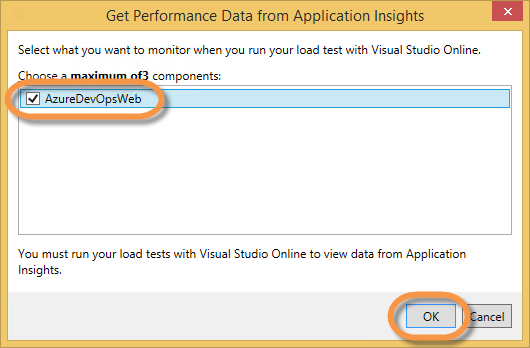 Get Performance Data from Application Insights
Select what you want to monitor when you run your load test with Visual Studio Online.
Choose a maximum of3 components:
AzureDevOpsWeb
You must run your load tests with Visual Studio Online to view data from Application
Insights.
OK
Cancel